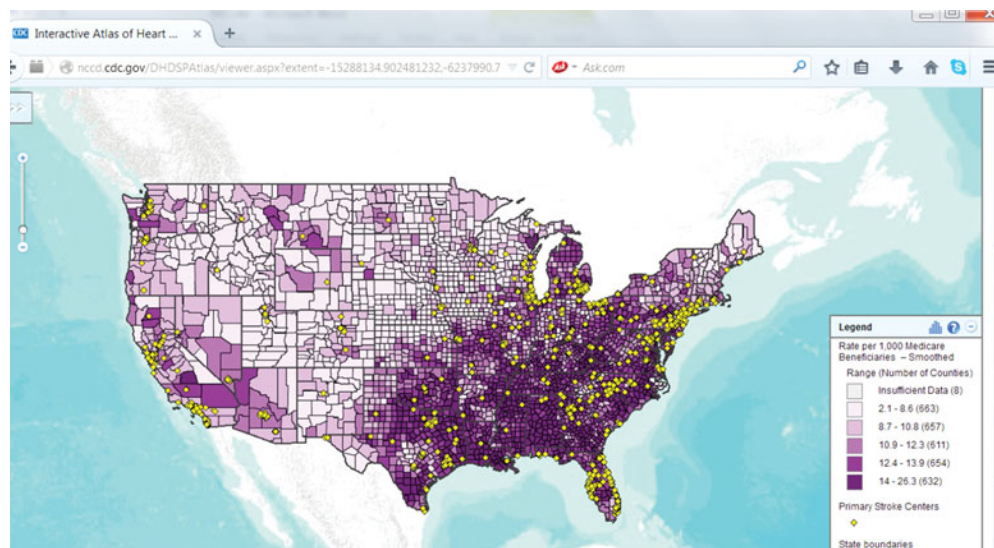 CDC Interactive Atlas of Heart ... × +
nccd.cdc.gov/DHDSPAtlas/viewer.aspx?extent=-15288134.902481232,-6237990.7 Ask Ask.com
>>
Legend
Rate per 1,000 Medicare
Beneficiaries – Smoothed
Range (Number of Counties)
Insufficient Data (8)
2.1 - 8.6 (663)
8.7 - 10.8 (657)
10.9 - 12.3 (611)
12.4 - 13.9 (654)
14 - 26.3 (632)
Primary Stroke Centers
State boundaries